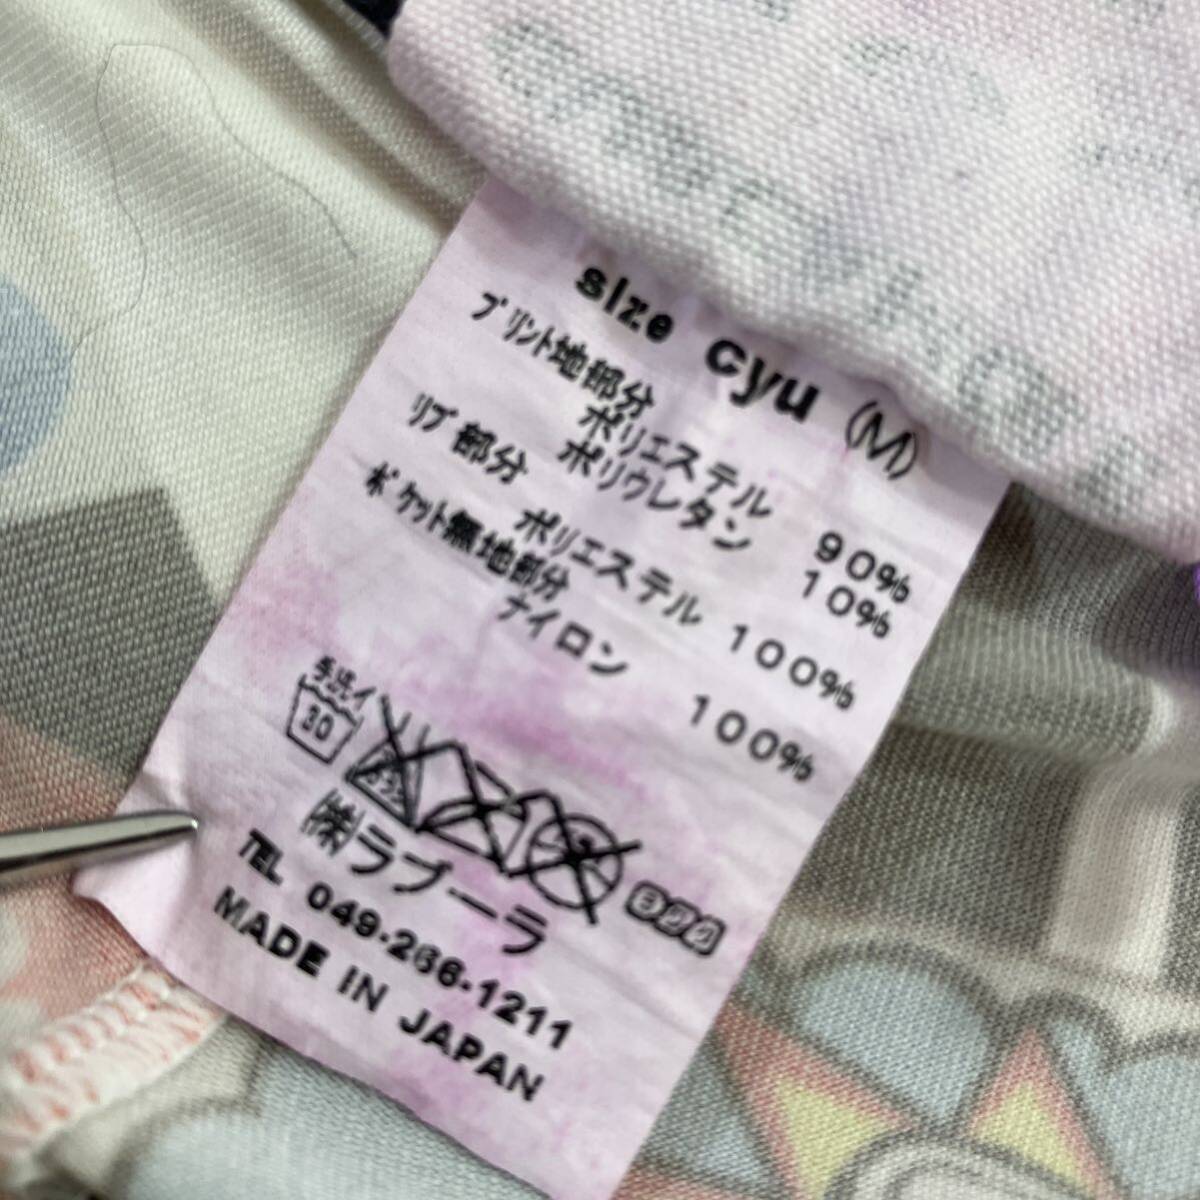 size cyu (M)
プリント地部分
ポリエステル 90%
ポリウレタン 10%
リブ部分
ポリエステル 100%
ポケット無地部分
ナイロン 100%
手洗イ
30
㈱ラブーラ
TEL 049-266-1211
MADE IN JAPAN